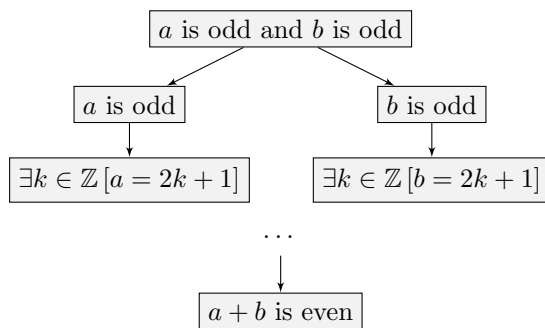 a is odd and b is odd
a is odd
b is odd
∃k ∈ ℤ [a = 2k + 1]
∃k ∈ ℤ [b = 2k + 1]
...
a + b is even